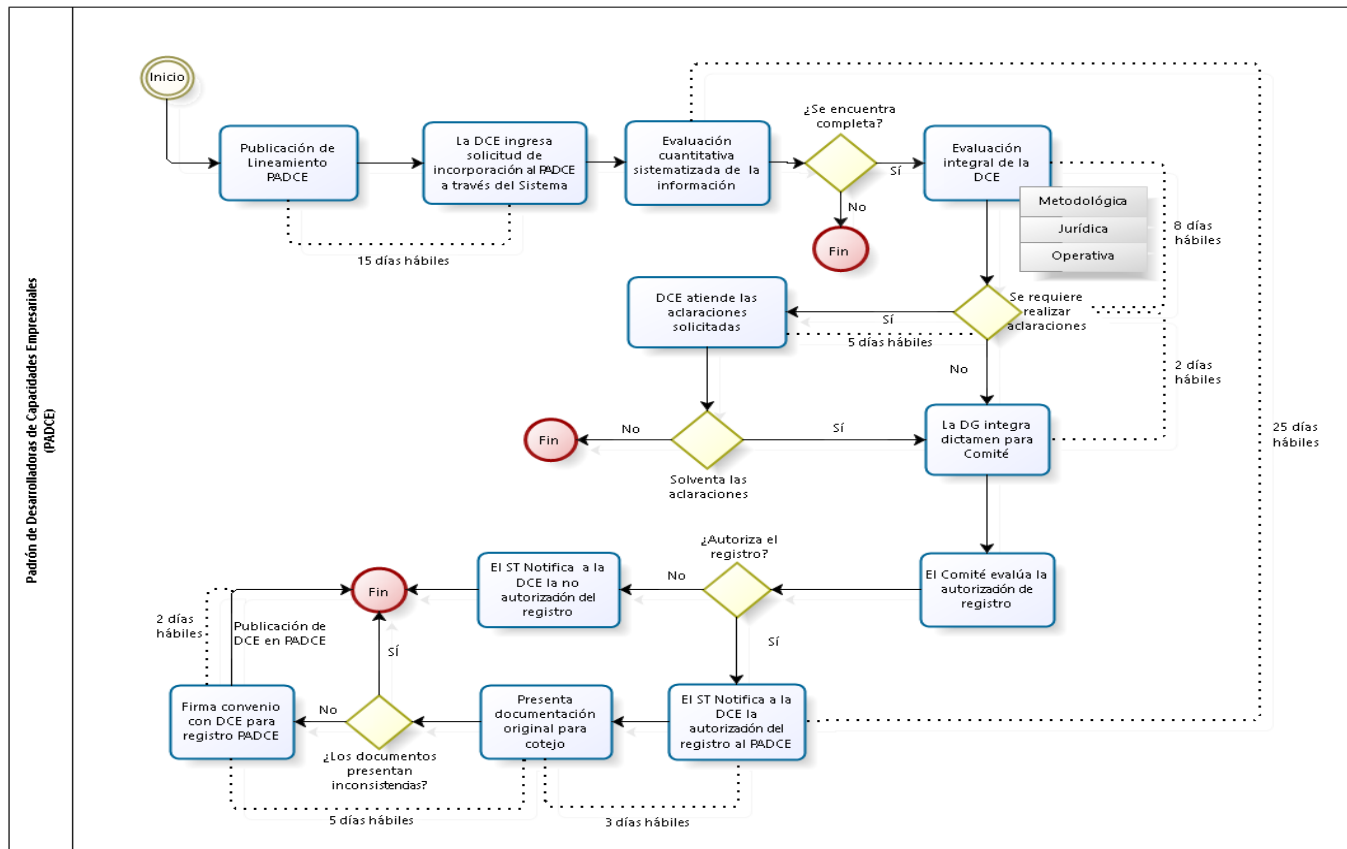 Padrón de Desarrolladoras de Capacidades Empresariales
(PADCE)
Inicio
Publicación de
Lineamiento
PADCE
La DCE ingresa
solicitud de
incorporación al PADCE
a través del Sistema
15 días hábiles
Evaluación
cuantitativa
sistematizada de la
información
¿Se encuentra
completa?
Sí
No
Fin
Evaluación
integral de la
DCE
Metodológica
Jurídica
Operativa
8 días
hábiles
Se requiere
realizar
aclaraciones
Sí
5 días hábiles
DCE atiende las
aclaraciones
solicitadas
No
2 días
hábiles
Solventa las
aclaraciones
No
Fin
Sí
La DG integra
dictamen para
Comité
25 días
hábiles
El Comité evalúa la
autorización de
registro
¿Autoriza el
registro?
No
El ST Notifica a la
DCE la no
autorización del
registro
Fin
Sí
El ST Notifica a la
DCE la autorización del
registro al PADCE
3 días hábiles
Presenta
documentación
original para
cotejo
¿Los documentos
presentan
inconsistencias?
SÍ
No
Firma convenio
con DCE para
registro PADCE
5 días hábiles
2 días
hábiles
Publicación de
DCE en PADCE